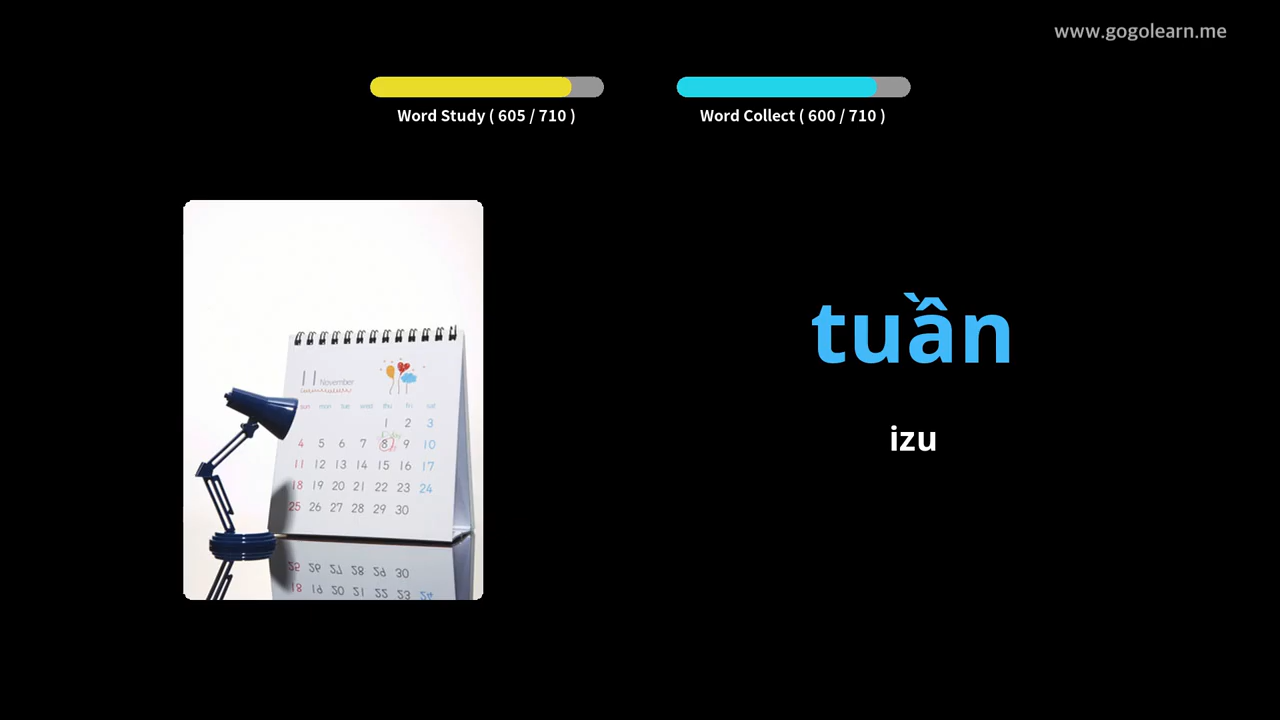 www.gogolearn.me
Word Study ( 605 / 710 )
Word Collect ( 600 / 710 )
tuần
izu
11 November
sun mon tue wed thu fri sat
1 2 3
4 5 6 7 8 9 10
11 12 13 14 15 16 17
18 19 20 21 22 23 24
25 26 27 28 29 30